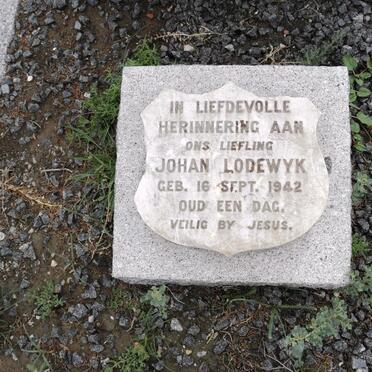 IN LIEFDEVOLLE
HERINNERING AAN
ONS LIEFLING
JOHAN LODEWYK
GEB. 16 SEPT. 1942
OUD EEN DAG.
VEILIG BY JESUS.